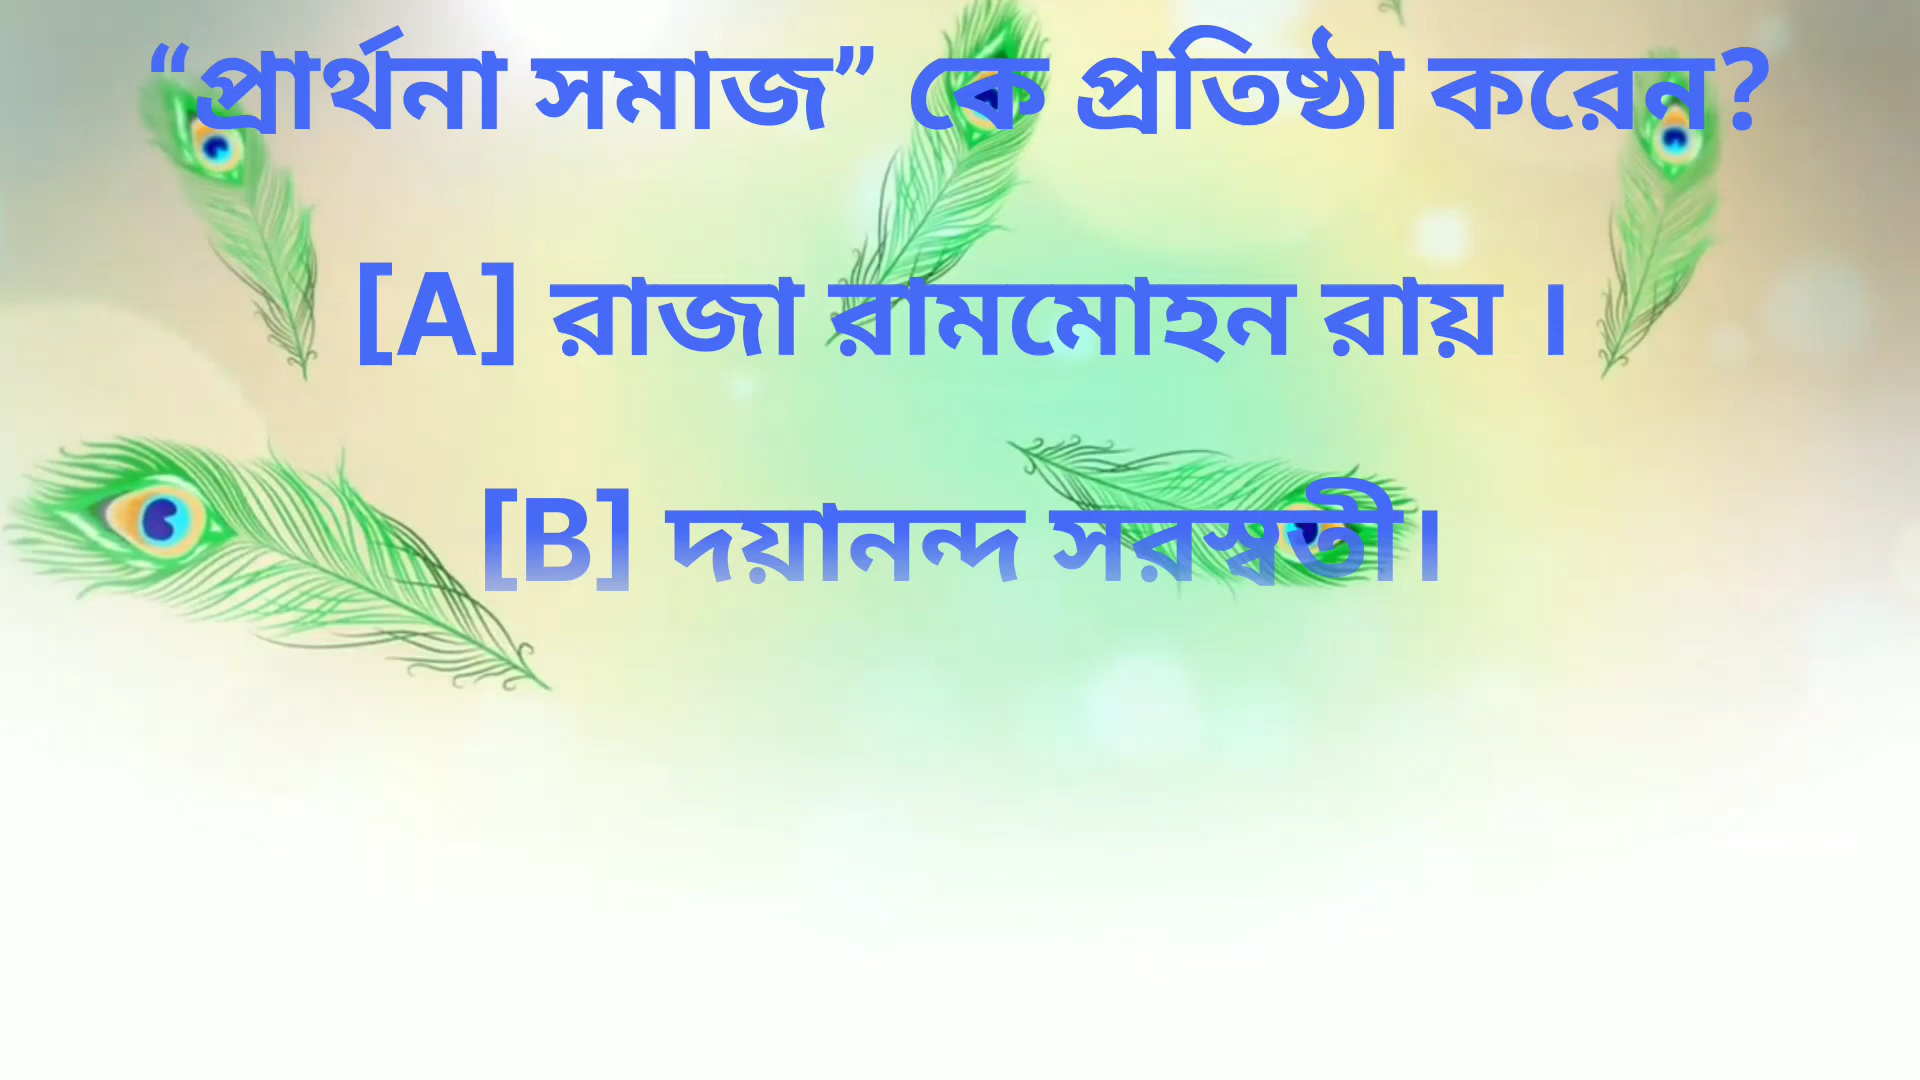 “প্রার্থনা সমাজ” কে প্রতিষ্ঠা করেন?
[A] রাজা রামমোহন রায় ।
[B] দয়ানন্দ সরস্বতী।